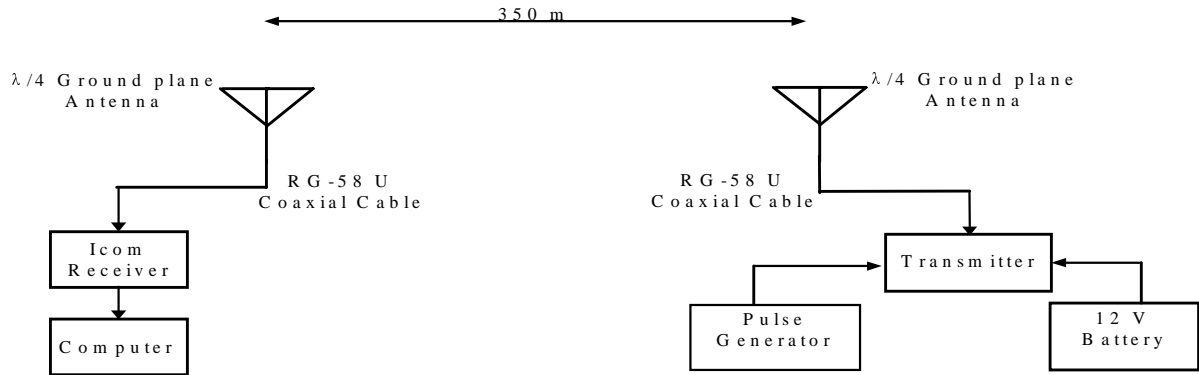 350 m
λ/4 Ground plane
Antenna
λ/4 Ground plane
Antenna
RG-58 U
Coaxial Cable
RG-58 U
Coaxial Cable
Icom
Receiver
Transmitter
Computer
Pulse
Generator
12 V
Battery